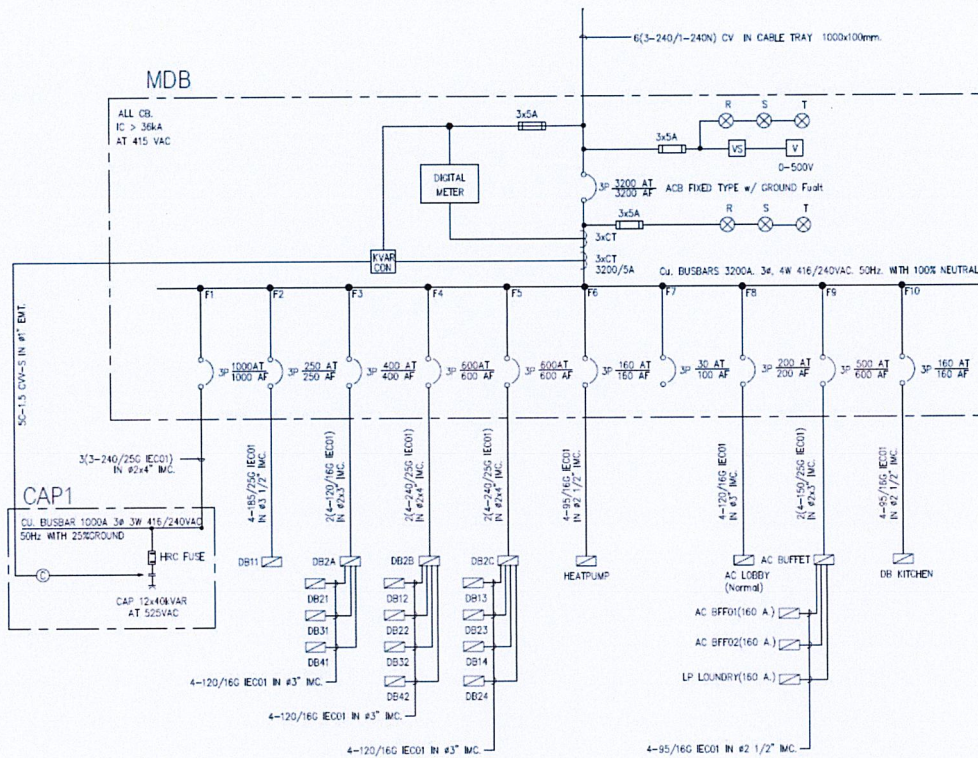 6(3-240/1-240N) CV IN CABLE TRAY 1000x100mm.
MDB
ALL CB.
IC > 36kA
AT 415 VAC
3x5A
R S T
3x5A
VS V
0-500V
DIGITAL
METER
3P 3200 AT
3200 AF
ACB FIXED TYPE w/ GROUND Fualt
3x5A
R S T
3xCT
KVAR
CON
3xCT
3200/5A
Cu. BUSBARS 3200A. 3ø, 4W 416/240VAC. 50Hz. WITH 100% NEUTRAL
F1 F2 F3 F4 F5 F6 F7 F8 F9 F10
5C-1.5 CVV-S IN ø1" EMT.
3P 1000AT
1000 AF
3P 250 AT
250 AF
3P 400 AT
400 AF
3P 600AT
600 AF
3P 160 AT
160 AF
3P 30 AT
100 AF
3P 200 AT
200 AF
3P 500 AT
600 AF
3P 160 AT
160 AF
3(3-240/25G IEC01)
IN ø2x4" IMC.
4-185/25G IEC01
IN ø3 1/2" IMC.
2(4-120/16G IEC01)
IN ø2x3" IMC.
2(4-240/25G IEC01)
IN ø2x4" IMC.
2(4-240/25G IEC01)
IN ø2x4" IMC.
4-95/16G IEC01
IN ø2 1/2" IMC.
4-120/16G IEC01
IN ø3" IMC.
2(4-150/25G IEC01)
IN ø2x3" IMC.
4-95/16G IEC01
IN ø2 1/2" IMC.
CAP1
CU. BUSBAR 1000A 3ø 3W 416/240VAC
50Hz WITH 25%GROUND
HRC FUSE
C
CAP 12x40kVAR
AT 525VAC
DB11
DB2A
DB21
DB31
DB41
4-120/16G IEC01 IN ø3" IMC.
DB2B
DB12
DB22
DB32
DB42
4-120/16G IEC01 IN ø3" IMC.
DB2C
DB13
DB23
DB14
DB24
4-120/16G IEC01 IN ø3" IMC.
HEATPUMP
AC LOBBY
(Normal)
AC BUFFET
AC BFF01(160 A.)
AC BFF02(160 A.)
LP LOUNDRY(160 A.)
4-95/16G IEC01 IN ø2 1/2" IMC.
DB KITCHEN